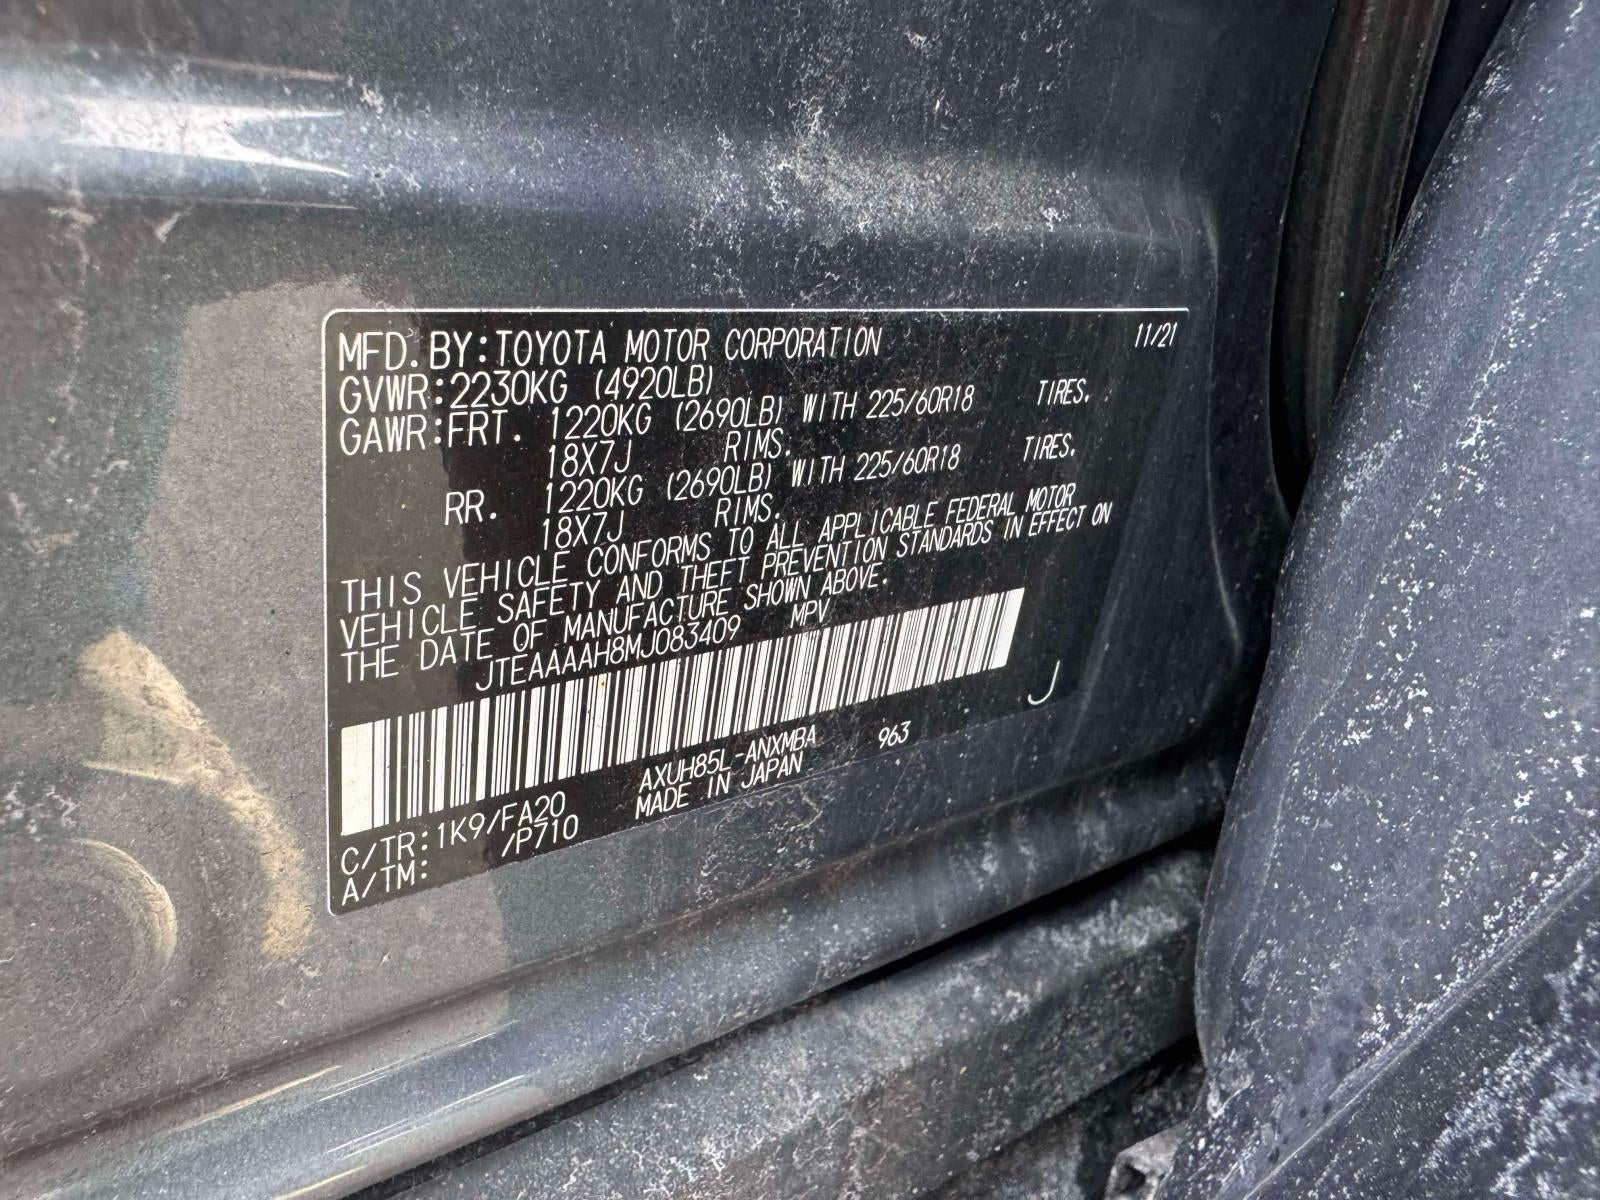 MFD. BY: TOYOTA MOTOR CORPORATION 11/21
GVWR: 2230KG (4920LB)
GAWR: FRT. 1220KG (2690LB) WITH 225/60R18 TIRES.
18X7J RIMS.
RR. 1220KG (2690LB) WITH 225/60R18 TIRES.
18X7J RIMS.
THIS VEHICLE CONFORMS TO ALL APPLICABLE FEDERAL MOTOR
VEHICLE SAFETY AND THEFT PREVENTION STANDARDS IN EFFECT ON
THE DATE OF MANUFACTURE SHOWN ABOVE.
JTEAAAAH8MJ083409 MPV
J
C/TR: 1K9/FA20 AXUH85L-ANXMBA 963
A/TM: /P710 MADE IN JAPAN